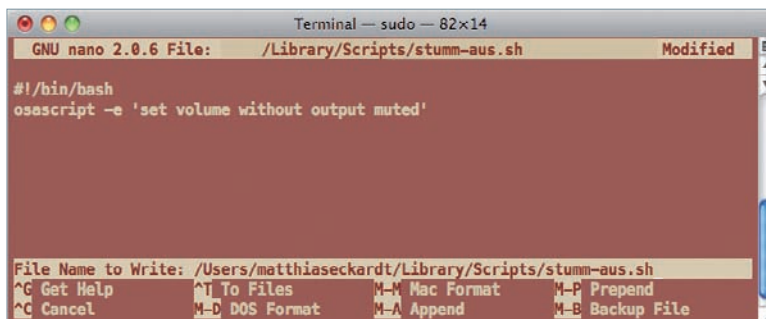 Terminal — sudo — 82×14
GNU nano 2.0.6 File: /Library/Scripts/stumm-aus.sh Modified
#!/bin/bash
osascript -e 'set volume without output muted'
File Name to Write: /Users/matthiaseckardt/Library/Scripts/stumm-aus.sh
^G Get Help ^T To Files M-M Mac Format M-P Prepend
^C Cancel M-D DOS Format M-A Append M-B Backup File